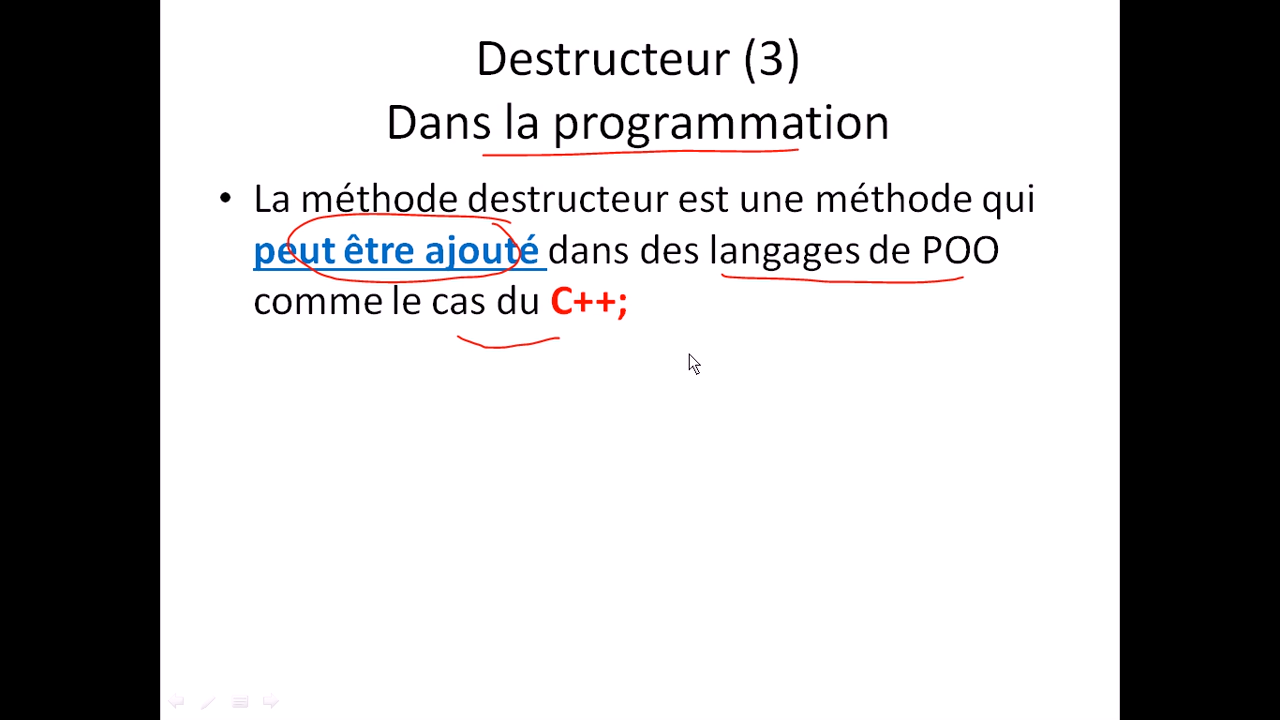 Destructeur (3)
Dans la programmation
• La méthode destructeur est une méthode qui
peut être ajouté dans des langages de POO
comme le cas du C++;